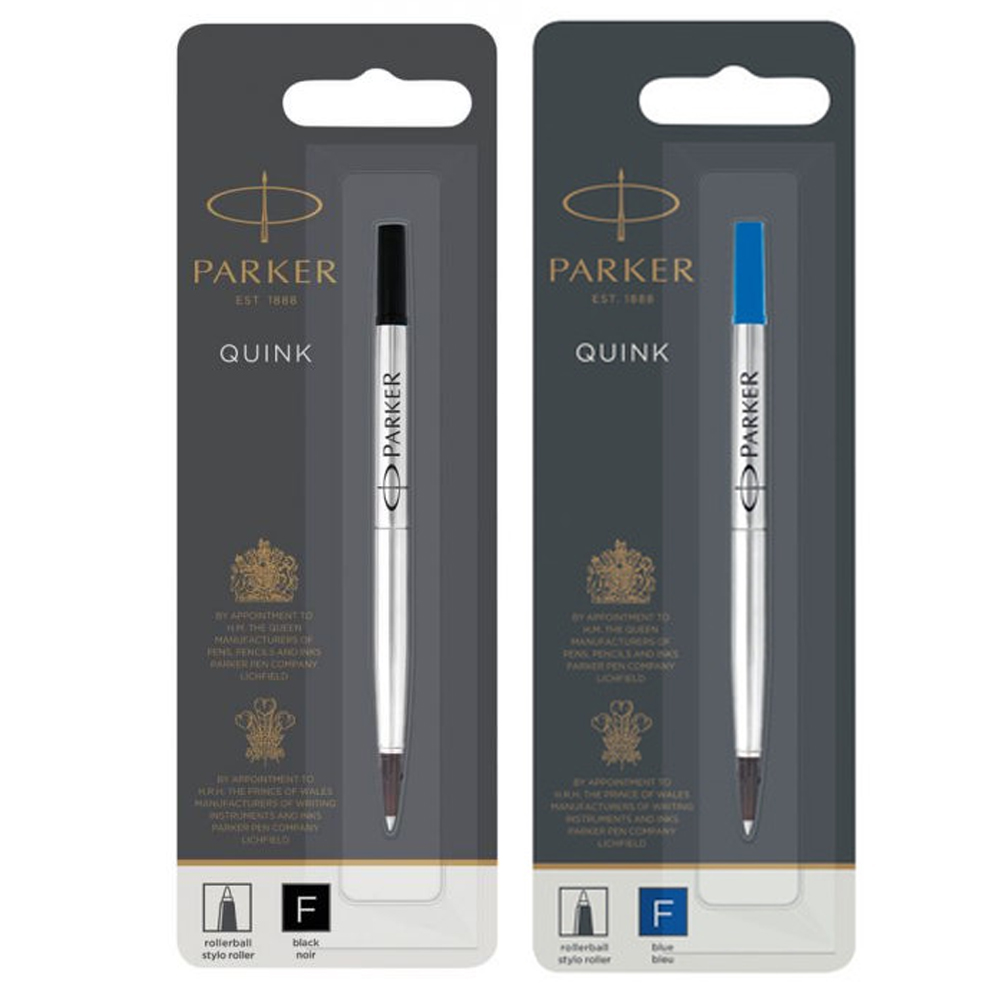 PARKER
EST. 1888
QUINK
PARKER
BY APPOINTMENT TO
H.M. THE QUEEN
MANUFACTURERS OF
PENS, PENCILS AND INKS
PARKER PEN COMPANY
LICHFIELD
BY APPOINTMENT TO
H.R.H. THE PRINCE OF WALES
MANUFACTURERS OF WRITING
INSTRUMENTS AND INKS
PARKER PEN COMPANY
LICHFIELD
rollerball
stylo roller
F
black
noir
PARKER
EST. 1888
QUINK
PARKER
BY APPOINTMENT TO
H.M. THE QUEEN
MANUFACTURERS OF
PENS, PENCILS AND INKS
PARKER PEN COMPANY
LICHFIELD
BY APPOINTMENT TO
H.R.H. THE PRINCE OF WALES
MANUFACTURERS OF WRITING
INSTRUMENTS AND INKS
PARKER PEN COMPANY
LICHFIELD
rollerball
stylo roller
F
blue
bleu